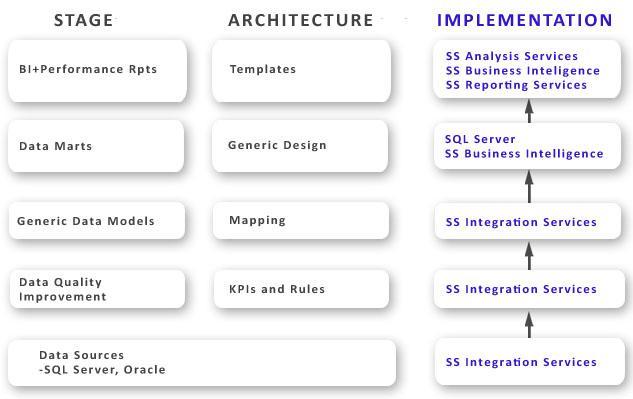 STAGE
ARCHITECTURE
IMPLEMENTATION
BI+Performance Rpts
Templates
SS Analysis Services
SS Business Inteligence
SS Reporting Services
Data Marts
Generic Design
SQL Server
SS Business Intelligence
Generic Data Models
Mapping
SS Integration Services
Data Quality
Improvement
KPIs and Rules
SS Integration Services
Data Sources
-SQL Server, Oracle
SS Integration Services